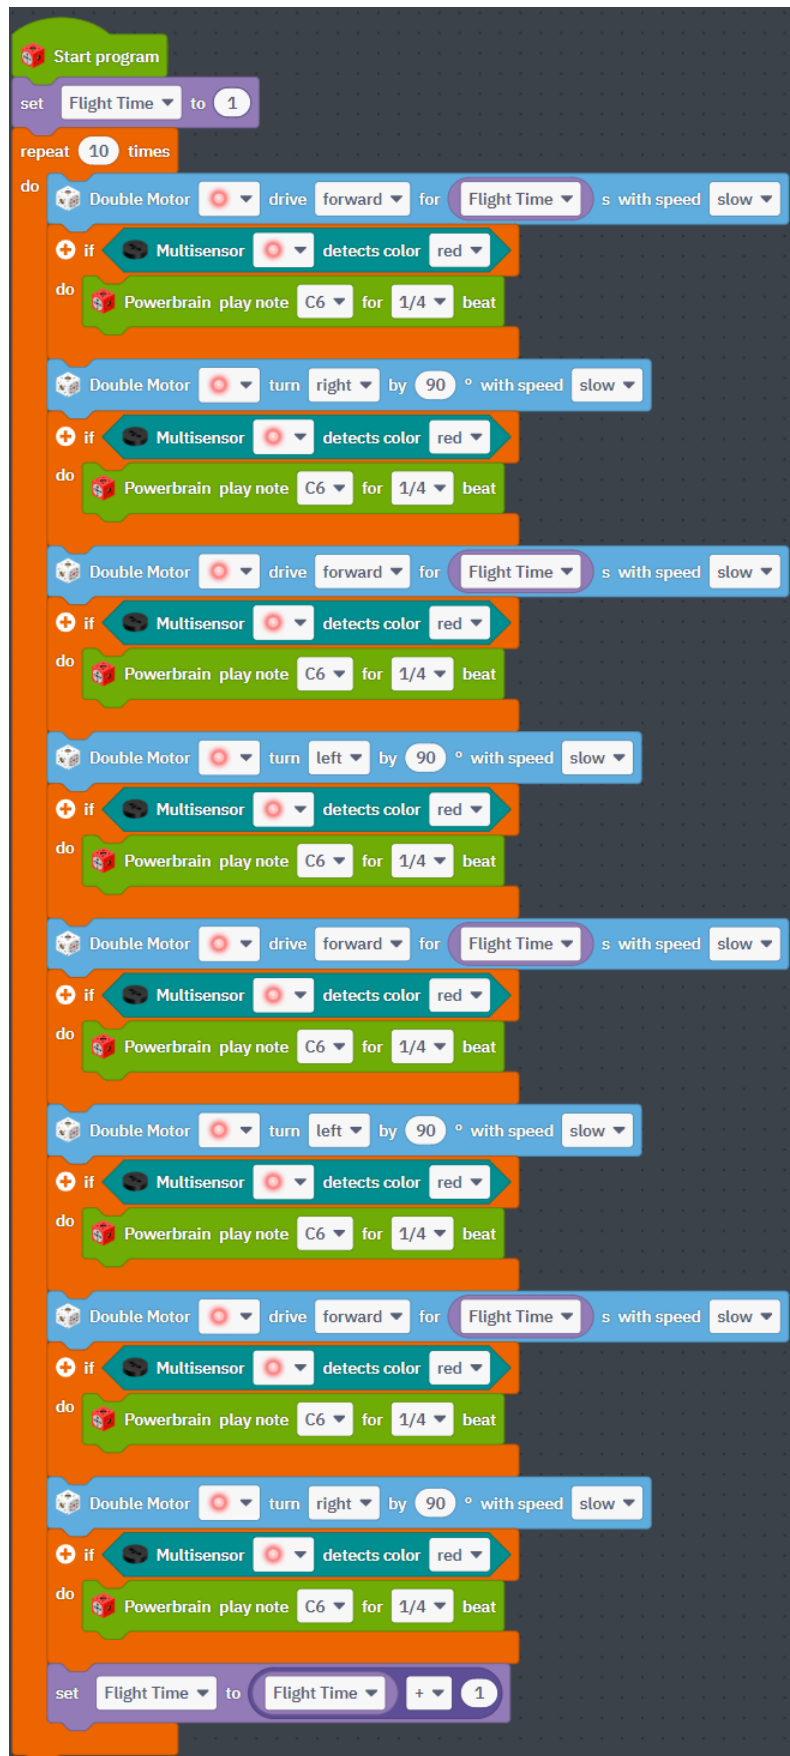 Start program
set Flight Time to 1
repeat 10 times
do Double Motor drive forward for Flight Time s with speed slow
if Multisensor detects color red
do Powerbrain play note C6 for 1/4 beat
Double Motor turn right by 90 ° with speed slow
if Multisensor detects color red
do Powerbrain play note C6 for 1/4 beat
Double Motor drive forward for Flight Time s with speed slow
if Multisensor detects color red
do Powerbrain play note C6 for 1/4 beat
Double Motor turn left by 90 ° with speed slow
if Multisensor detects color red
do Powerbrain play note C6 for 1/4 beat
Double Motor drive forward for Flight Time s with speed slow
if Multisensor detects color red
do Powerbrain play note C6 for 1/4 beat
Double Motor turn left by 90 ° with speed slow
if Multisensor detects color red
do Powerbrain play note C6 for 1/4 beat
Double Motor drive forward for Flight Time s with speed slow
if Multisensor detects color red
do Powerbrain play note C6 for 1/4 beat
Double Motor turn right by 90 ° with speed slow
if Multisensor detects color red
do Powerbrain play note C6 for 1/4 beat
set Flight Time to Flight Time + 1